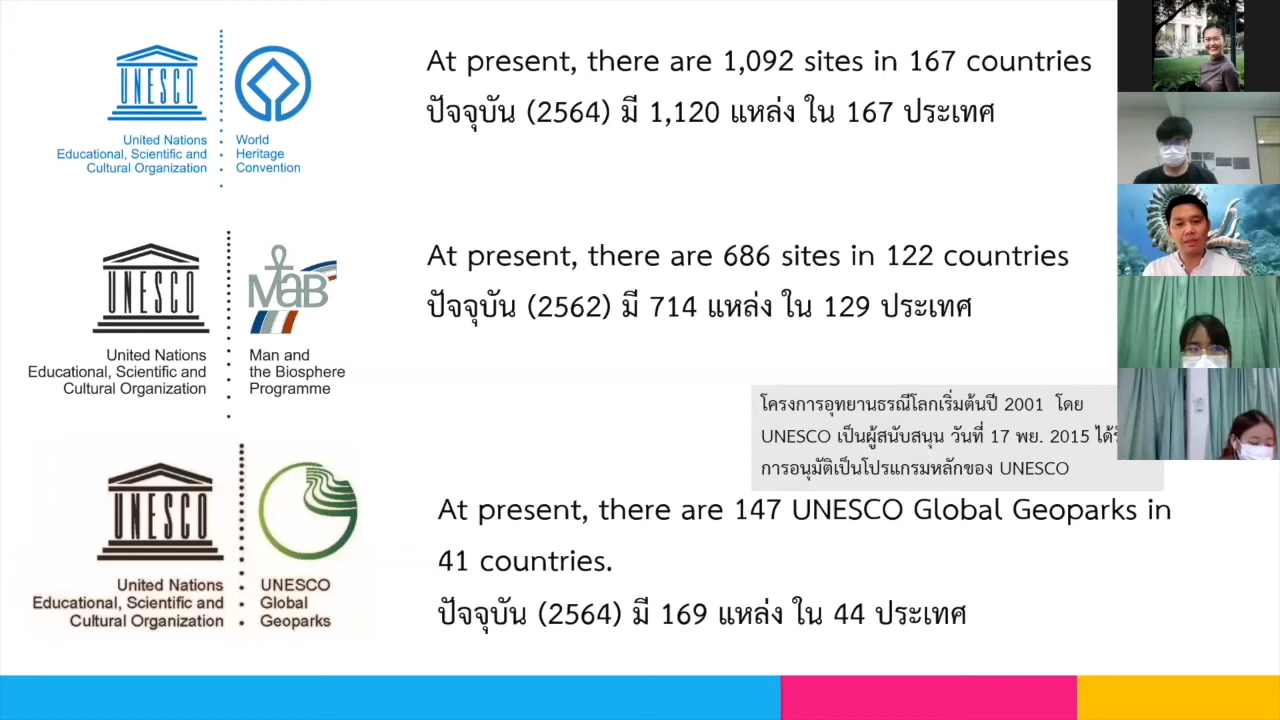 UNESCO
United Nations
Educational, Scientific and
Cultural Organization
World
Heritage
Convention
At present, there are 1,092 sites in 167 countries
ปัจจุบัน (2564) มี 1,120 แหล่ง ใน 167 ประเทศ
UNESCO
MaB
United Nations
Educational, Scientific and
Cultural Organization
Man and
the Biosphere
Programme
At present, there are 686 sites in 122 countries
ปัจจุบัน (2562) มี 714 แหล่ง ใน 129 ประเทศ
โครงการอุทยานธรณีโลกเริ่มต้นปี 2001 โดย
UNESCO เป็นผู้สนับสนุน วันที่ 17 พย. 2015
การอนุมัติเป็นโปรแกรมหลักของ UNESCO
UNESCO
United Nations
Educational, Scientific and
Cultural Organization
UNESCO
Global
Geoparks
At present, there are 147 UNESCO Global Geoparks in
41 countries.
ปัจจุบัน (2564) มี 169 แหล่ง ใน 44 ประเทศ